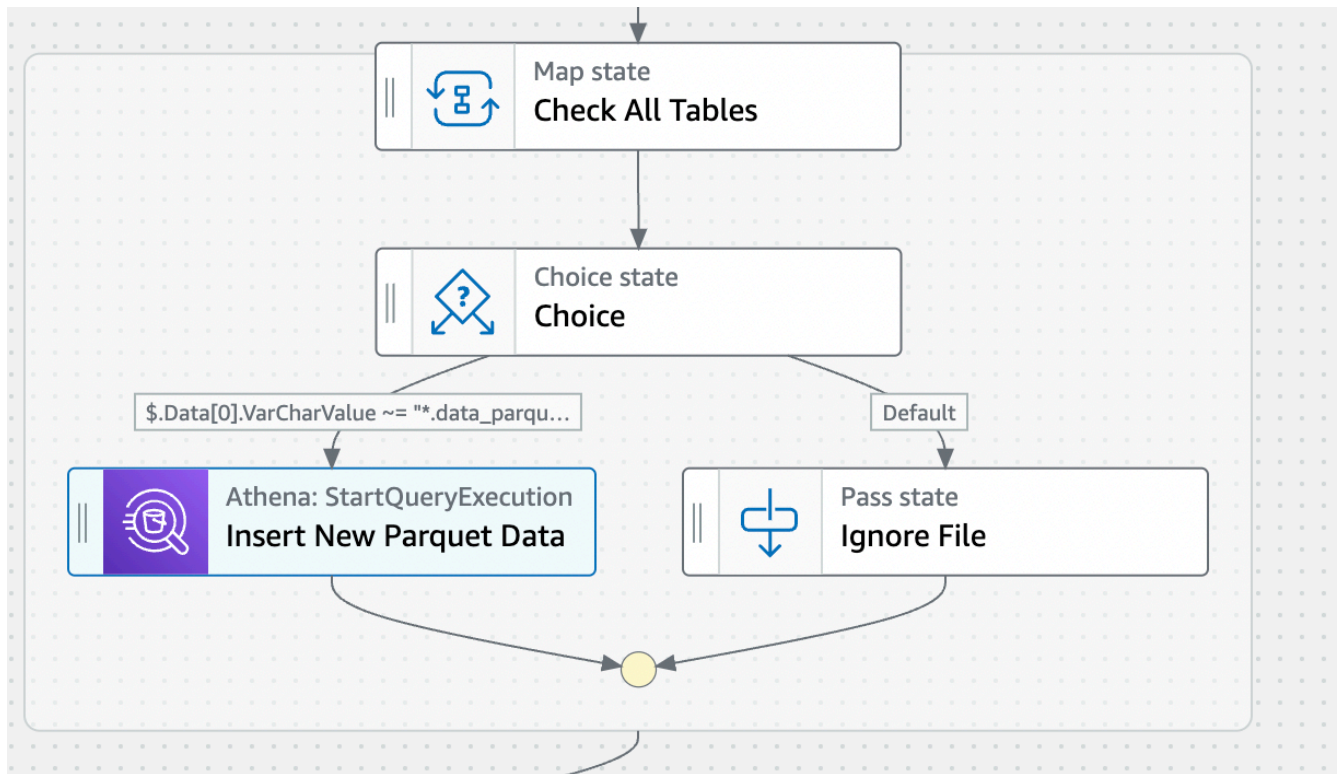 Map state
Check All Tables
Choice state
?
Choice
$.Data[0].VarCharValue ~= "*.data_parqu...
Default
Athena: StartQueryExecution
Insert New Parquet Data
Pass state
Ignore File